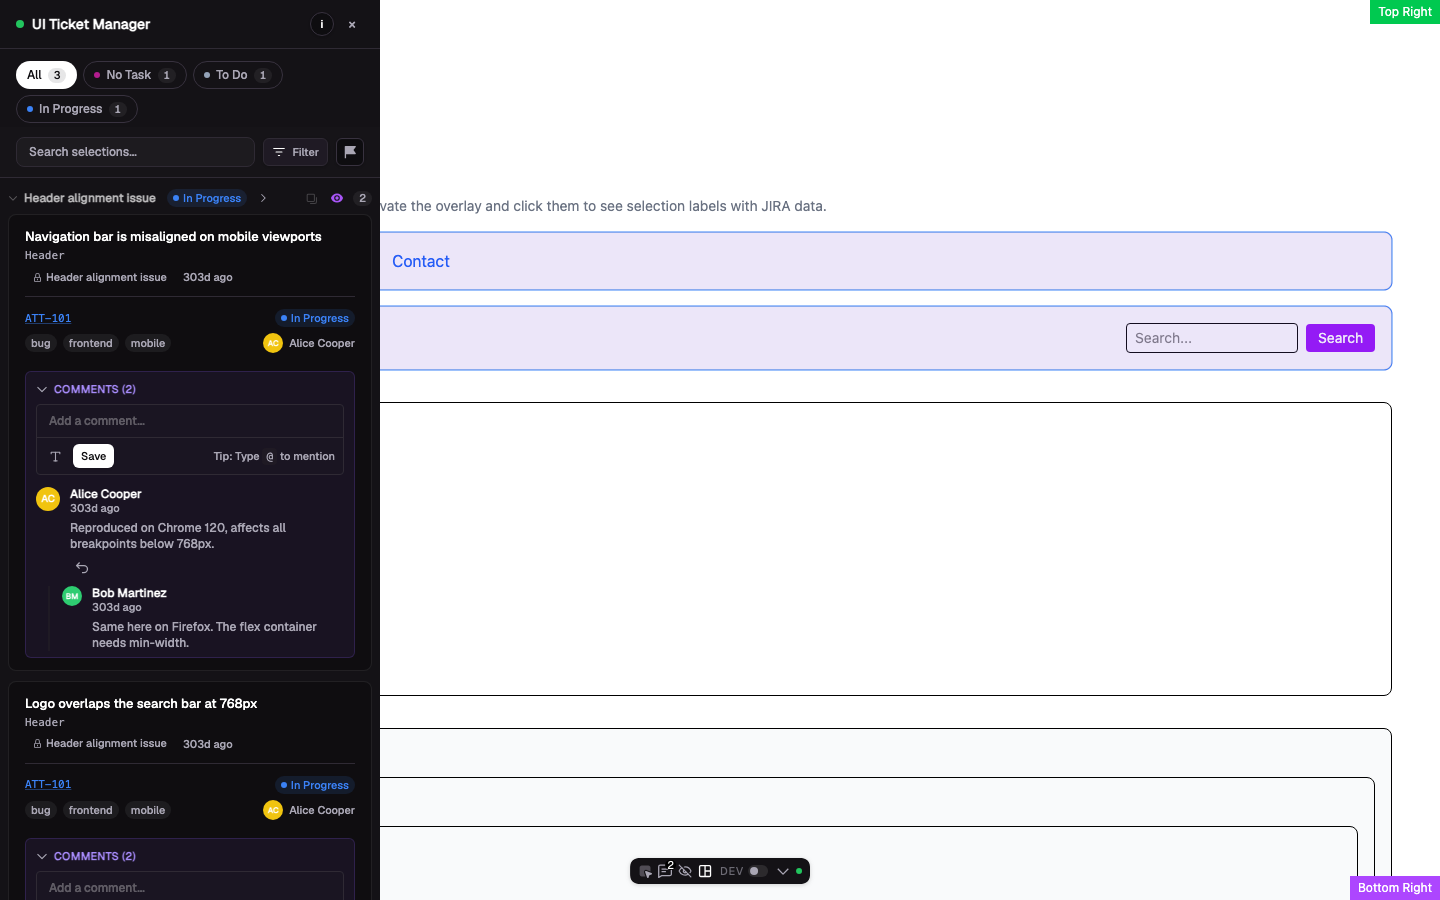 UI Ticket Manager
i
×
All 3
No Task 1
To Do 1
In Progress 1
Search selections...
Filter
Header alignment issue In Progress 2
Navigation bar is misaligned on mobile viewports
Header
Header alignment issue 303d ago
ATT-101 In Progress
bug frontend mobile AC Alice Cooper
COMMENTS (2)
Add a comment...
Save Tip: Type @ to mention
AC Alice Cooper
303d ago
Reproduced on Chrome 120, affects all
breakpoints below 768px.
BM Bob Martinez
303d ago
Same here on Firefox. The flex container
needs min-width.
Logo overlaps the search bar at 768px
Header
Header alignment issue 303d ago
ATT-101 In Progress
bug frontend mobile AC Alice Cooper
COMMENTS (2)
Add a comment...
Top Right
vate the overlay and click them to see selection labels with JIRA data.
Contact
Search... Search
2 DEV
Bottom Right